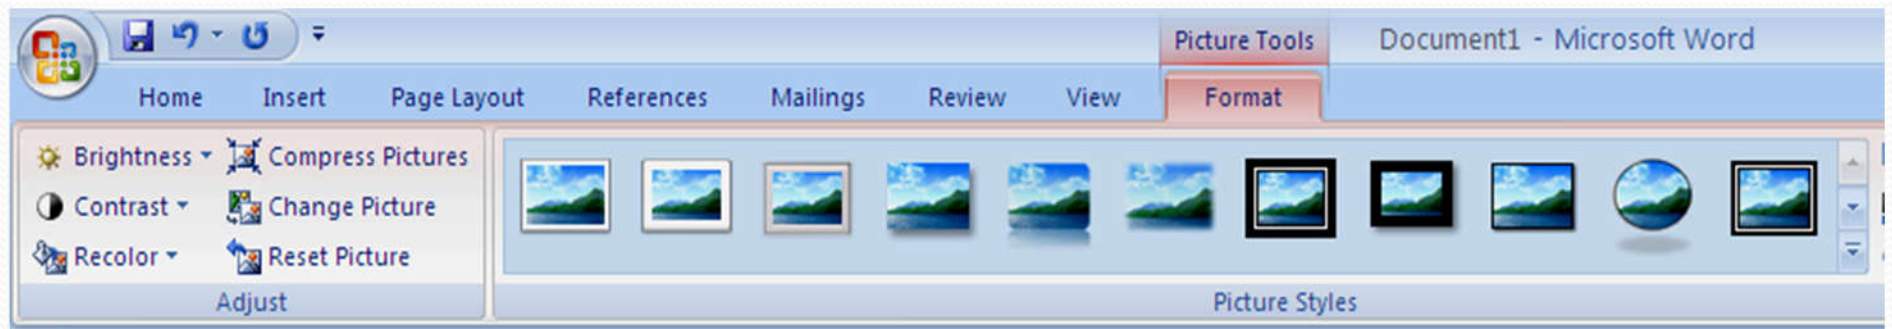 Picture Tools Document1 - Microsoft Word
Home Insert Page Layout References Mailings Review View Format
Brightness Compress Pictures
Contrast Change Picture
Recolor Reset Picture
Adjust Picture Styles